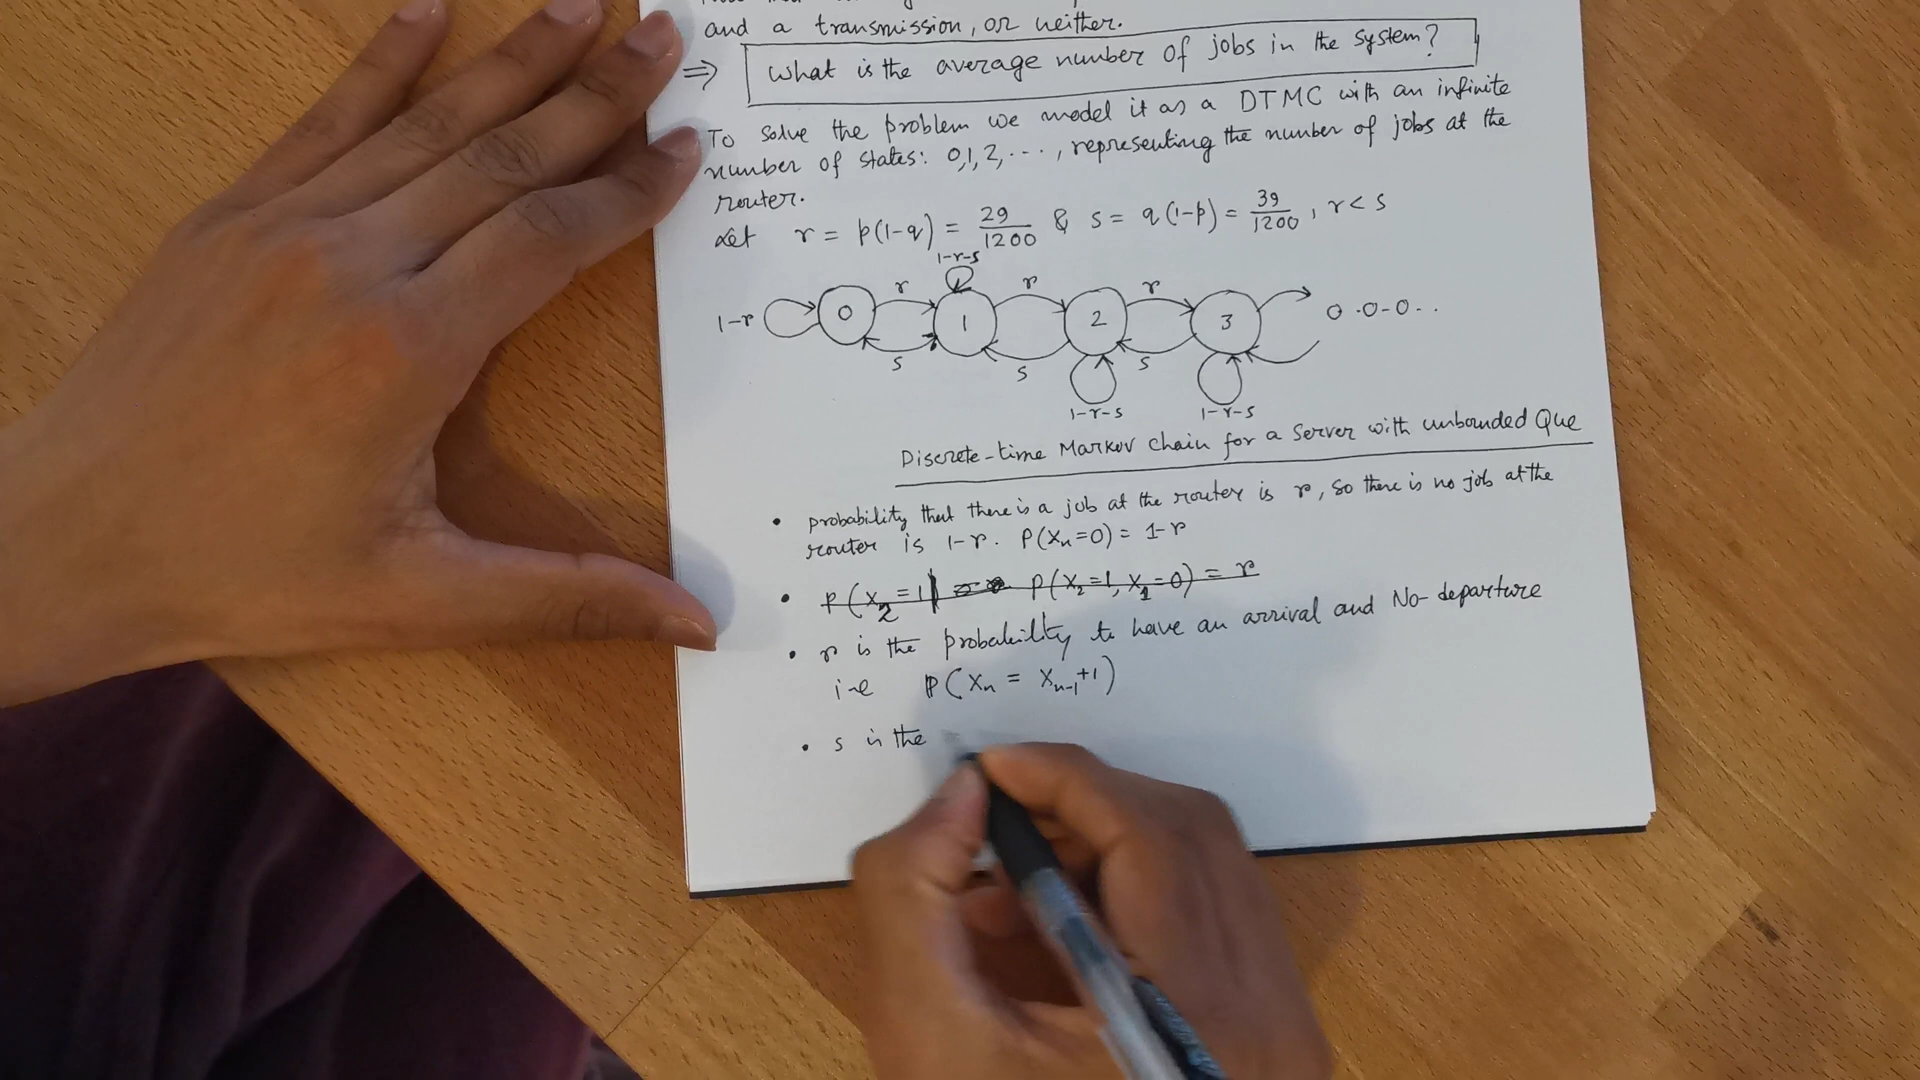 and a transmission, or neither.
⇒ What is the average number of jobs in the system?
To solve the problem we model it as a DTMC with an infinite
number of states: 0,1,2,..., representing the number of jobs at the
router.
Let r = p(1-q) = 29/1200 & s = q(1-p) = 39/1200, r < s
1-r-s
r r r
1-r 0 1 2 3 0 .0-0-..
s s s
1-r-s 1-r-s
Discrete-time Markov chain for a Server with unbounded Que
• probability that there is a job at the router is r, so there is no job at the
router is 1-r. P(Xn=0) = 1-r
• P(X2=1| P(X2=1, X1=0) = r
• r is the probability to have an arrival and No-departure
i-e P(Xn = Xn-1+1)
• s is the